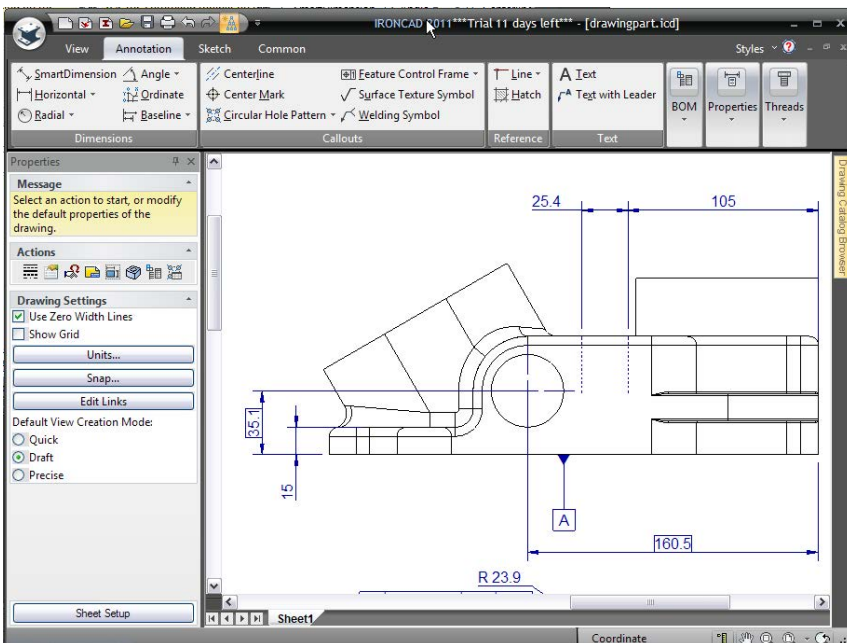 IRONCAD 2011***Trial 11 days left*** - [drawingpart.icd]
View Annotation Sketch Common Styles
SmartDimension Angle Centerline Feature Control Frame Line Text
Horizontal Ordinate Center Mark Surface Texture Symbol Hatch Text with Leader
Radial Baseline Circular Hole Pattern Welding Symbol
BOM Properties Threads
Dimensions Callouts Reference Text
Properties
Message
Select an action to start, or modify
the default properties of the
drawing.
Actions
Drawing Settings
Use Zero Width Lines
Show Grid
Units...
Snap...
Edit Links
Default View Creation Mode:
Quick
Draft
Precise
Sheet Setup
25.4 105
35.1
15
A
160.5
R 23.9
Drawing Catalog Browser
Sheet1
Coordinate